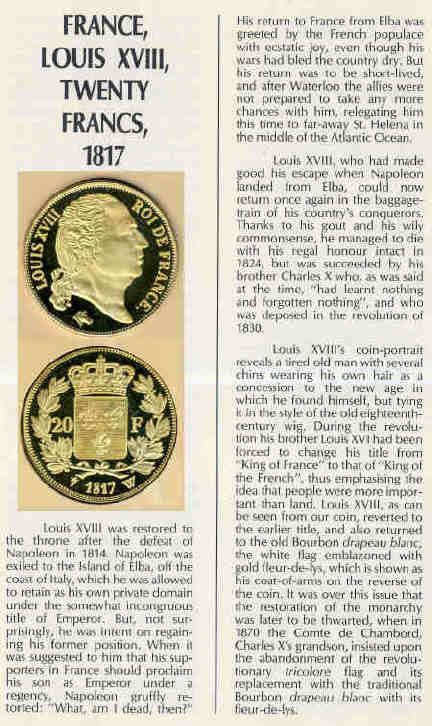 FRANCE,
LOUIS XVIII,
TWENTY
FRANCS,
1817
LOUIS XVIII ROI DE FRANCE.
20 F
1817 W
Louis XVIII was restored to
the throne after the defeat of
Napoleon in 1814. Napoleon was
exiled to the Island of Elba, off the
coast of Italy, which he was allowed
to retain as his own private domain
under the somewhat incongruous
title of Emperor. But, not sur-
prisingly, he was intent on regain-
ing his former position. When it
was suggested to him that his sup-
porters in France should proclaim
his son as Emperor under a
regency, Napoleon gruffly re-
torted: "What, am I dead, then?"
His return to France from Elba was
greeted by the French populace
with ecstatic joy, even though his
wars had bled the country dry. But
his return was to be short-lived,
and after Waterloo the allies were
not prepared to take any more
chances with him, relegating him
this time to far-away St. Helena in
the middle of the Atlantic Ocean.
Louis XVIII, who had made
good his escape when Napoleon
landed from Elba, could now
return once again in the baggage-
train of his country's conquerors.
Thanks to his gout and his wily
commonsense, he managed to die
with his regal honour intact in
1824, but was succeeded by his
brother Charles X who, as was said
at the time, "had learnt nothing
and forgotten nothing", and who
was deposed in the revolution of
1830.
Louis XVIII's coin-portrait
reveals a tired old man with several
chins wearing his own hair as a
concession to the new age in
which he found himself, but tying
it in the style of the old eighteenth-
century wig. During the revolu-
tion his brother Louis XVI had been
forced to change his title from
"King of France" to that of "King of
the French", thus emphasising the
idea that people were more impor-
tant than land. Louis XVIII, as can
be seen from our coin, reverted to
the earlier title, and also returned
to the old Bourbon drapeau blanc,
the white flag emblazoned with
gold fleur-de-lys, which is shown as
his coat-of-arms on the reverse of
the coin. It was over this issue that
the restoration of the monarchy
was later to be thwarted, when in
1870 the Comte de Chambord,
Charles X's grandson, insisted upon
the abandonment of the revolu-
tionary tricolore flag and its
replacement with the traditional
Bourbon drapeau blanc with its
fleur-de-lys.